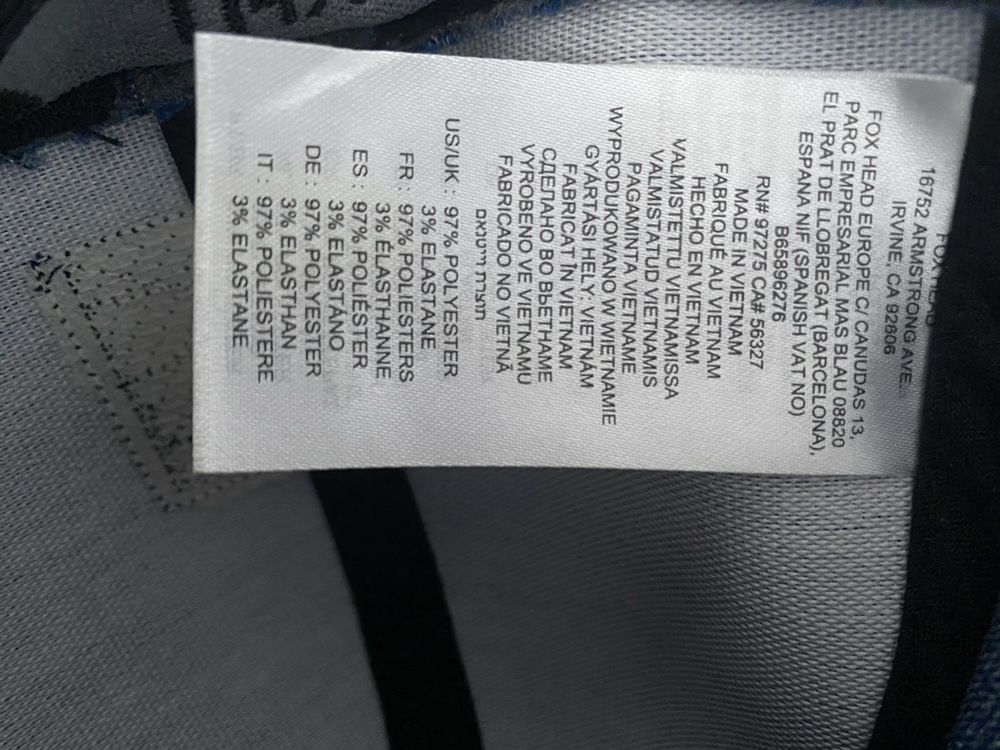 FOX HEAD
16752 ARMSTRONG AVE.
IRVINE, CA 92606
FOX HEAD EUROPE C/ CANUDAS 13,
PARC EMPRESARIAL MAS BLAU 08820
EL PRAT DE LLOBREGAT (BARCELONA),
ESPANA NIF (SPANISH VAT NO)
B65896276
RN# 97275 CA# 56327
MADE IN VIETNAM
FABRIQUÉ AU VIETNAM
HECHO EN VIETNAM
VALMISTETTU VIETNAMISSA
VALMISTATUD VIETNAMIS
PAGAMINTA VIETNAME
WYPRODUKOWANO W WIETNAMIE
GYÁRTÁSI HELY: VIETNÁM
FABRICAT ÎN VIETNAM
СДЕЛАНО ВО ВЬЕТНАМЕ
VYROBENO VE VIETNAMU
FABRICADO NO VIETNÃ
תוצרת וייטנאם
US/UK : 97% POLYESTER
3% ELASTANE
FR : 97% POLIESTERS
3% ÉLASTHANNE
ES : 97% POLIÉSTER
3% ELASTÁNO
DE : 97% POLYESTER
3% ELASTHAN
IT : 97% POLIESTERE
3% ELASTANE